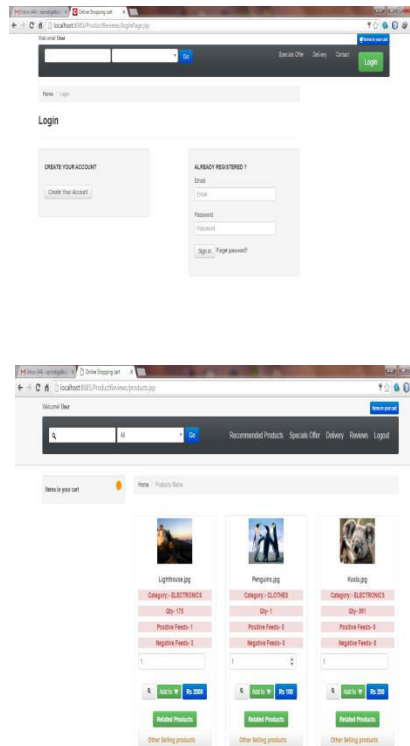 Online Shopping cart
localhost:8085/ProductReviews/loginPage.jsp
Welcome! User
Items in your cart
Go
Specials Offer Delivery Contact Login
Home / Login
Login
CREATE YOUR ACCOUNT
Create Your Account
ALREADY REGISTERED ?
Email
Email
Password
Password
Sign in Forget password?
Online Shopping cart
localhost:8085/ProductReviews/products.jsp
Welcome! User
Items in your cart
All Go Recommended Products Specials Offer Delivery Reviews Logout
Items in your cart
Home / Products Name
Lighthouse.jpg Penguins.jpg Koala.jpg
Category:- ELECTRONICS Category:- CLOTHES Category:- ELECTRONICS
Qty:- 175 Qty:- 1 Qty:- 991
Positive Feeds:- 1 Positive Feeds:- 0 Positive Feeds:- 0
Negative Feeds:- 3 Negative Feeds:- 0 Negative Feeds:- 0
1 1 1
Add to Rs 2000 Add to Rs 100 Add to Rs 200
Related Products Related Products Related Products
Other Selling products Other Selling products Other Selling products